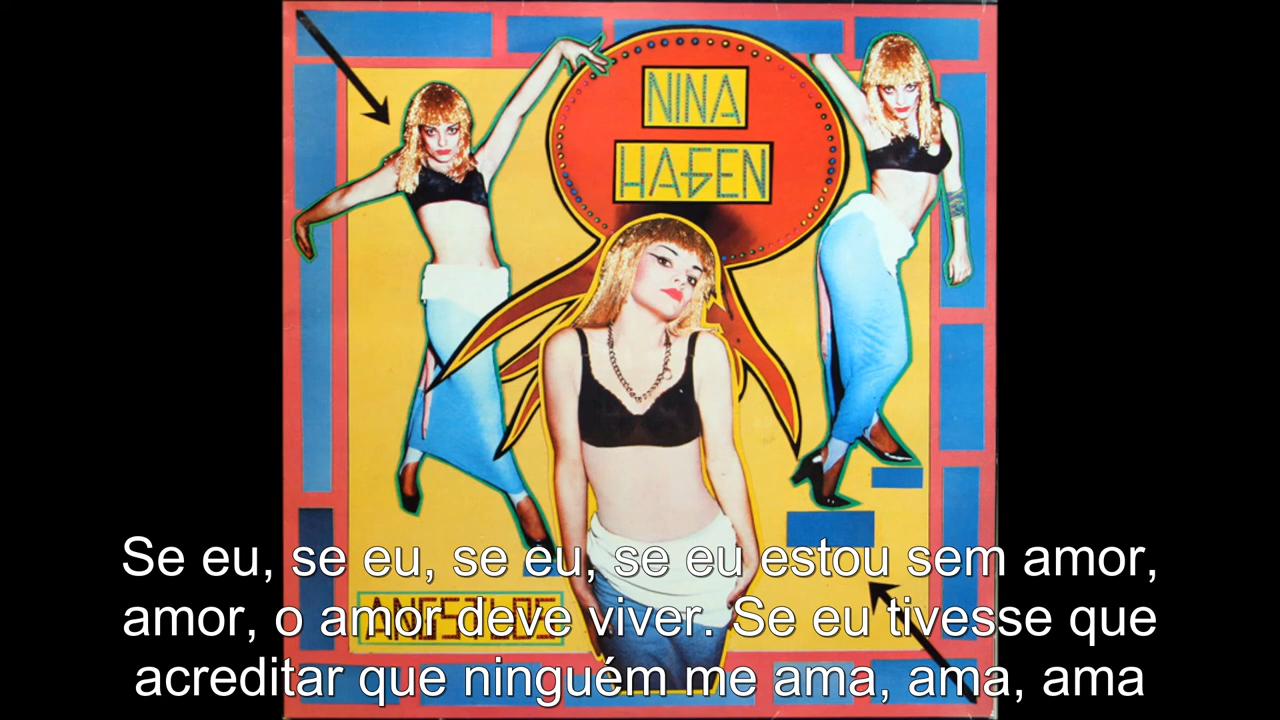 NINA
HAGEN
ANGSTLOS
Se eu, se eu, se eu, se eu estou sem amor,
amor, o amor deve viver. Se eu tivesse que
acreditar que ninguém me ama, ama, ama